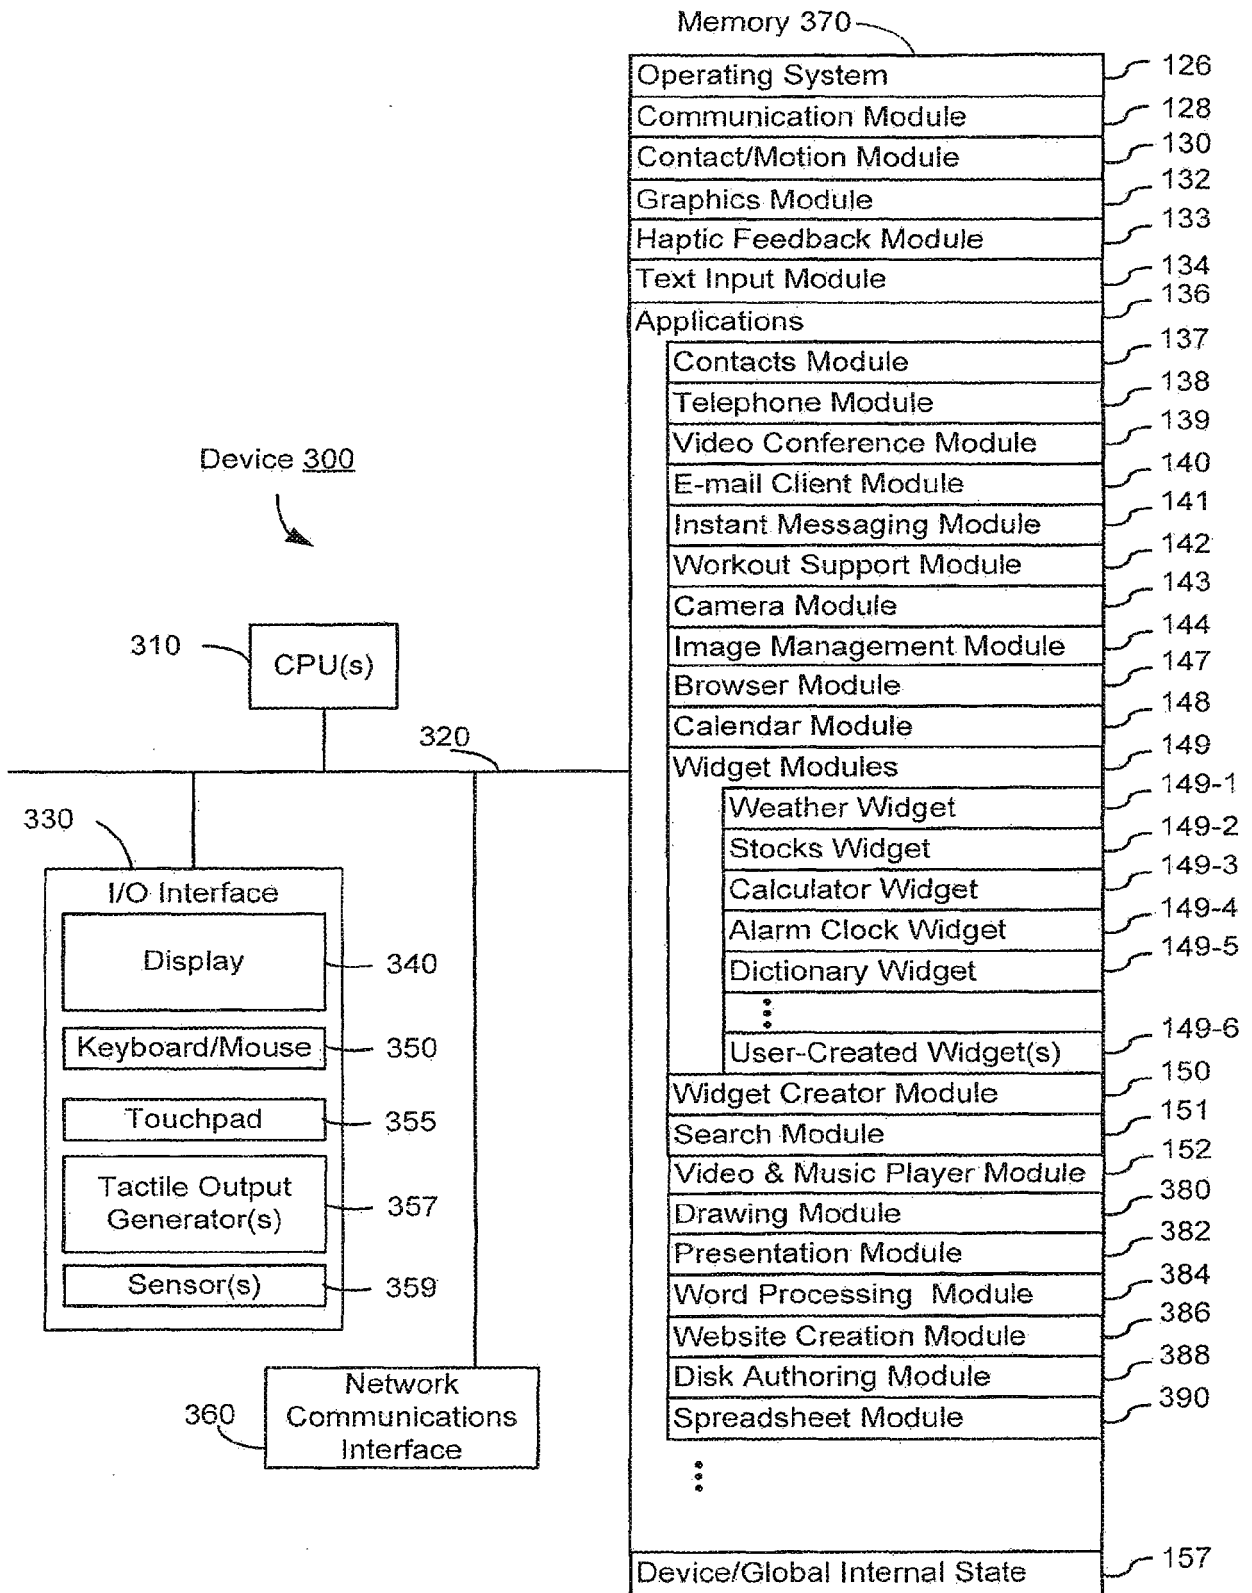 Memory 370
Operating System 126
Communication Module 128
Contact/Motion Module 130
Graphics Module 132
Haptic Feedback Module 133
Text Input Module 134
Applications 136
Contacts Module 137
Telephone Module 138
Video Conference Module 139
E-mail Client Module 140
Instant Messaging Module 141
Workout Support Module 142
Camera Module 143
Image Management Module 144
Browser Module 147
Calendar Module 148
Widget Modules 149
Weather Widget 149-1
Stocks Widget 149-2
Calculator Widget 149-3
Alarm Clock Widget 149-4
Dictionary Widget 149-5
User-Created Widget(s) 149-6
Widget Creator Module 150
Search Module 151
Video & Music Player Module 152
Drawing Module 380
Presentation Module 382
Word Processing Module 384
Website Creation Module 386
Disk Authoring Module 388
Spreadsheet Module 390
Device/Global Internal State 157
Device 300
310
CPU(s)
320
330
I/O Interface
Display 340
Keyboard/Mouse 350
Touchpad 355
Tactile Output
Generator(s) 357
Sensor(s) 359
360
Network
Communications
Interface